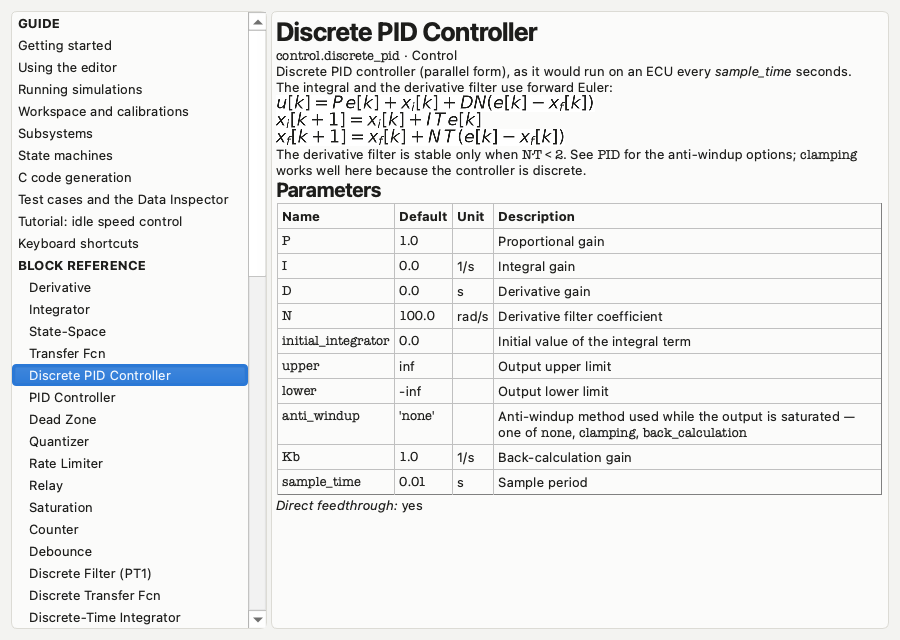 GUIDE
Getting started
Using the editor
Running simulations
Workspace and calibrations
Subsystems
State machines
C code generation
Test cases and the Data Inspector
Tutorial: idle speed control
Keyboard shortcuts
BLOCK REFERENCE
Derivative
Integrator
State-Space
Transfer Fcn
Discrete PID Controller
PID Controller
Dead Zone
Quantizer
Rate Limiter
Relay
Saturation
Counter
Debounce
Discrete Filter (PT1)
Discrete Transfer Fcn
Discrete-Time Integrator
Discrete PID Controller
control.discrete_pid · Control
Discrete PID controller (parallel form), as it would run on an ECU every sample_time seconds.
The integral and the derivative filter use forward Euler:
u[k] = P e[k] + x_i[k] + D N (e[k] − x_f[k])
x_i[k + 1] = x_i[k] + I T e[k]
x_f[k + 1] = x_f[k] + N T (e[k] − x_f[k])
The derivative filter is stable only when N·T < 2. See PID for the anti-windup options; clamping
works well here because the controller is discrete.
Parameters
Name Default Unit Description
P 1.0 Proportional gain
I 0.0 1/s Integral gain
D 0.0 s Derivative gain
N 100.0 rad/s Derivative filter coefficient
initial_integrator 0.0 Initial value of the integral term
upper inf Output upper limit
lower -inf Output lower limit
anti_windup 'none' Anti-windup method used while the output is saturated —
one of none, clamping, back_calculation
Kb 1.0 1/s Back-calculation gain
sample_time 0.01 s Sample period
Direct feedthrough: yes